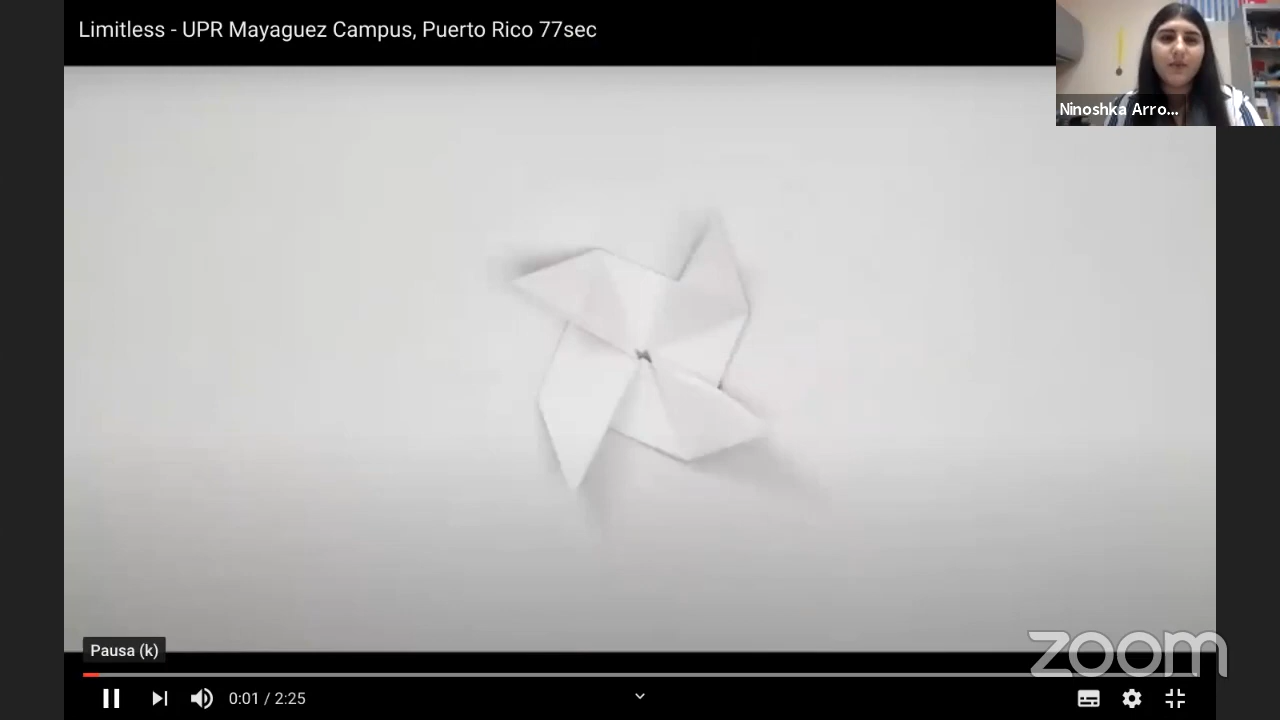 Limitless - UPR Mayaguez Campus, Puerto Rico 77sec
Ninoshka Arro...
Pausa (k)
zoom
0:01 / 2:25